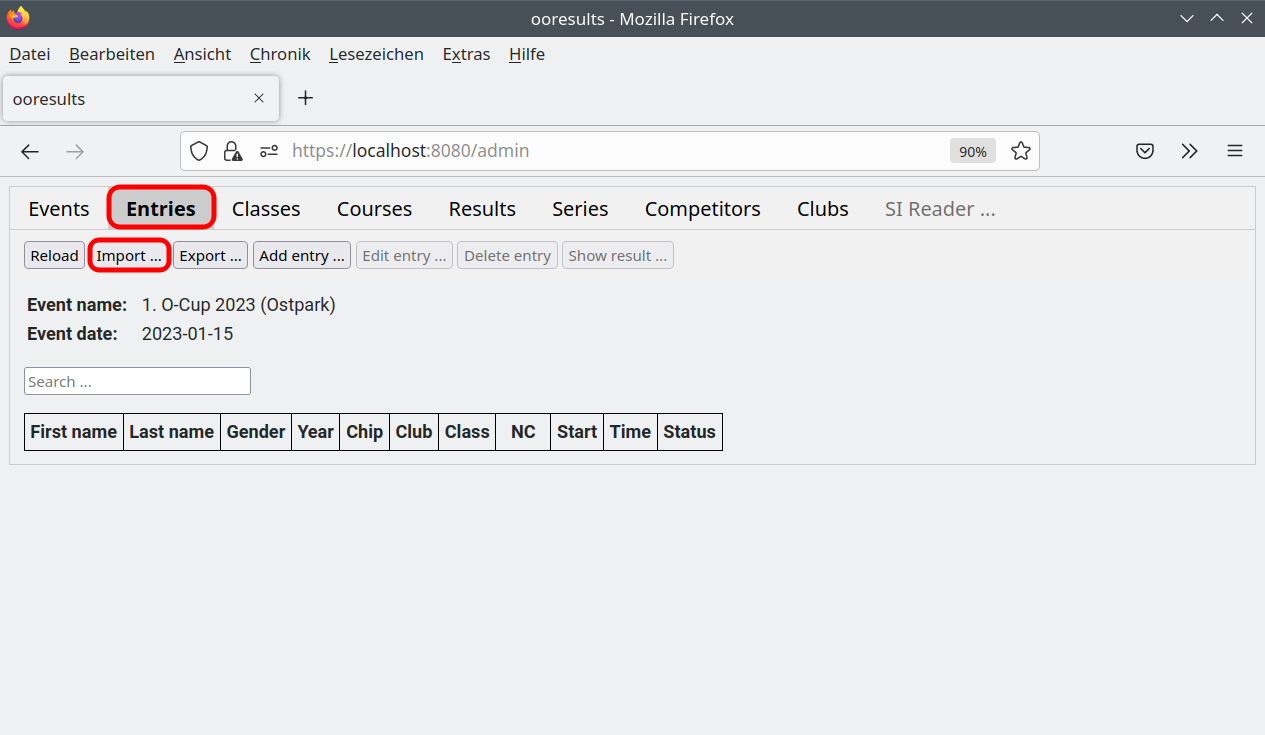 ooresults - Mozilla Firefox
Datei Bearbeiten Ansicht Chronik Lesezeichen Extras Hilfe
ooresults
https://localhost:8080/admin 90%
Events Entries Classes Courses Results Series Competitors Clubs SI Reader ...
Reload Import ... Export ... Add entry ... Edit entry ... Delete entry Show result ...
Event name: 1. O-Cup 2023 (Ostpark)
Event date: 2023-01-15
Search ...
First name Last name Gender Year Chip Club Class NC Start Time Status